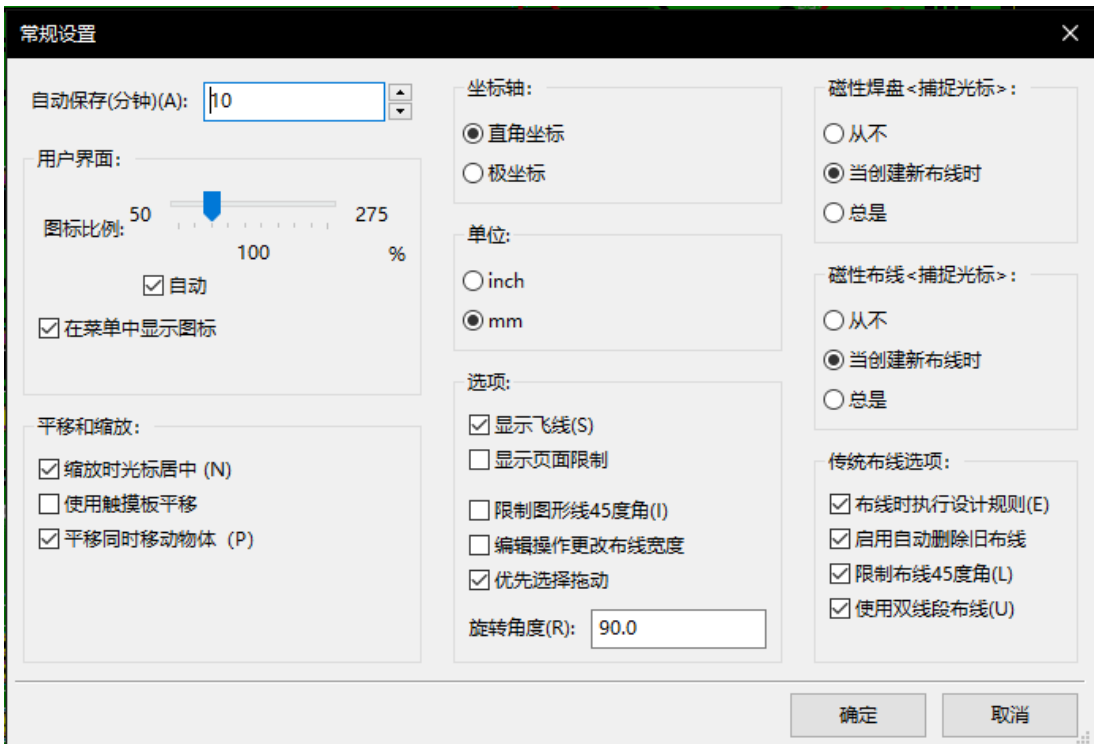 常规设置
自动保存(分钟)(A):
10
用户界面:
图标比例:
50
275
100
%
自动
在菜单中显示图标
平移和缩放:
缩放时光标居中 (N)
使用触摸板平移
平移同时移动物体 (P)
坐标轴:
直角坐标
极坐标
单位:
inch
mm
选项:
显示飞线(S)
显示页面限制
限制图形线45度角(I)
编辑操作更改布线宽度
优先选择拖动
旋转角度(R):
90.0
磁性焊盘<捕捉光标>:
从不
当创建新布线时
总是
磁性布线<捕捉光标>:
从不
当创建新布线时
总是
传统布线选项:
布线时执行设计规则(E)
启用自动删除旧布线
限制布线45度角(L)
使用双线段布线(U)
确定
取消